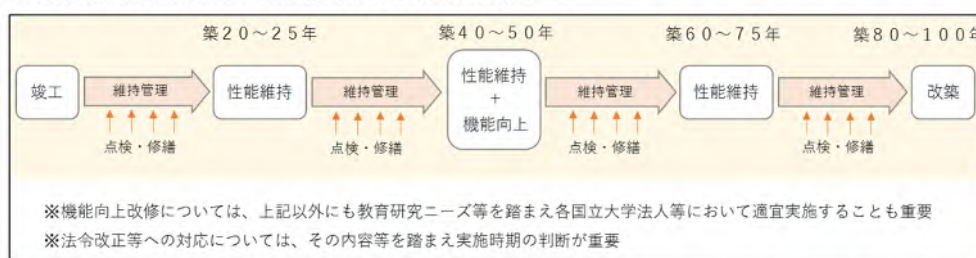 築20～25年 築40～50年 築60～75年 築80～100年
竣工 維持管理 性能維持 維持管理 性能維持 維持管理 性能維持 維持管理 改築
+
機能向上
点検・修繕 点検・修繕 点検・修繕 点検・修繕
※機能向上改修については、上記以外にも教育研究ニーズ等を踏まえ各国立大学法人等において適宜実施することも重要
※法令改正等への対応については、その内容等を踏まえ実施時期の判断が重要